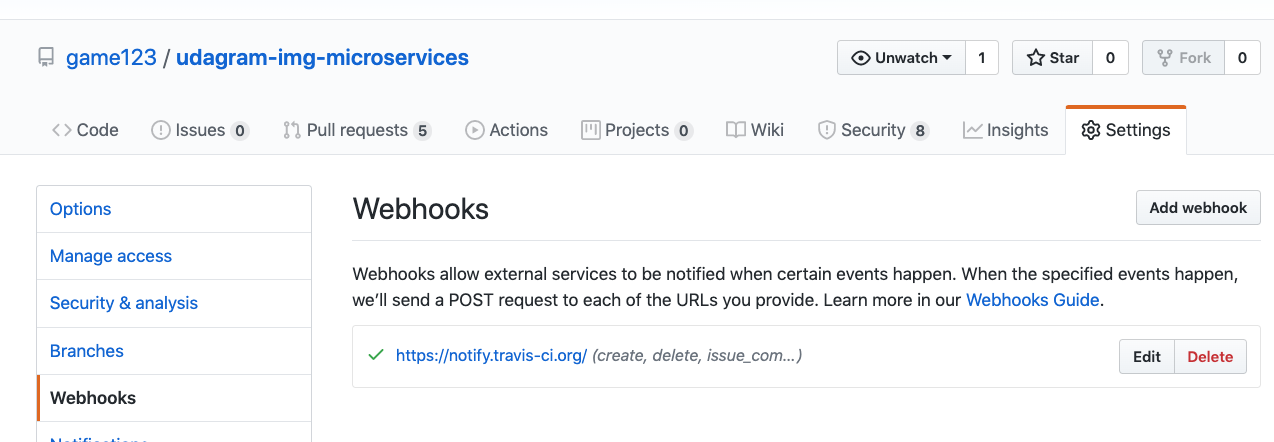 game123 / udagram-img-microservices
Unwatch 1 Star 0 Fork 0
Code Issues 0 Pull requests 5 Actions Projects 0 Wiki Security 8 Insights Settings
Options
Manage access
Security & analysis
Branches
Webhooks
Notifications
Webhooks
Add webhook
Webhooks allow external services to be notified when certain events happen. When the specified events happen,
we’ll send a POST request to each of the URLs you provide. Learn more in our Webhooks Guide.
https://notify.travis-ci.org/ (create, delete, issue_com...)
Edit Delete